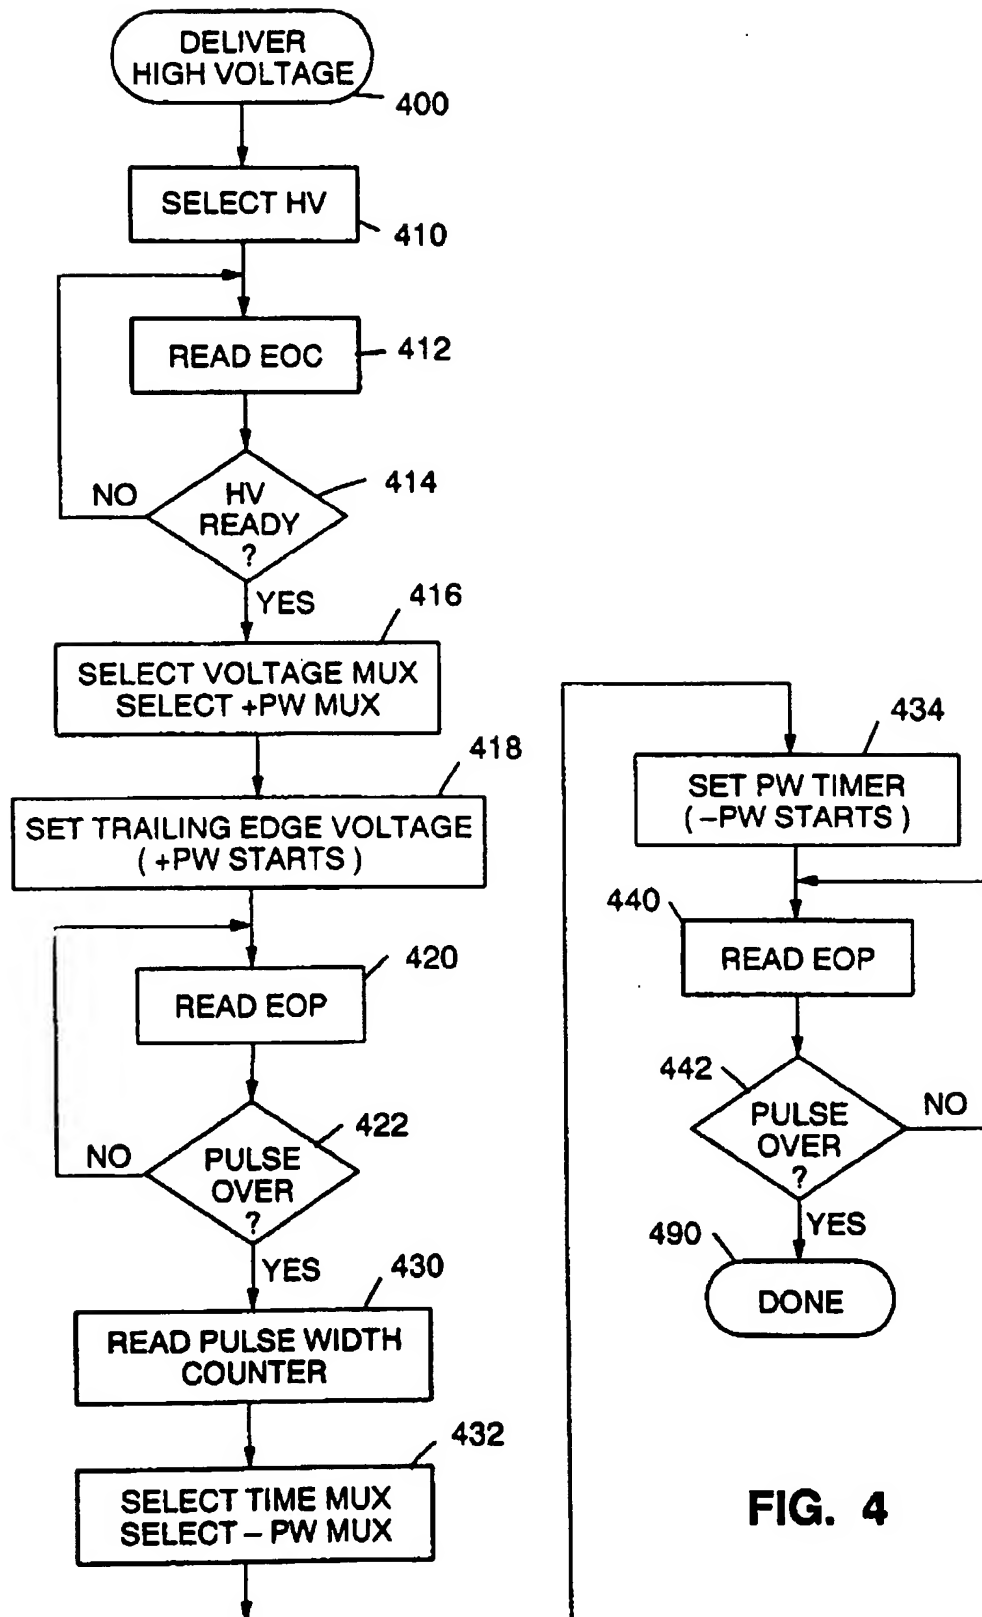 DELIVER
HIGH VOLTAGE
400
SELECT HV
410
READ EOC
412
HV
READY
?
414
NO
YES
416
SELECT VOLTAGE MUX
SELECT +PW MUX
418
SET TRAILING EDGE VOLTAGE
( +PW STARTS )
420
READ EOP
422
PULSE
OVER
?
NO
YES
430
READ PULSE WIDTH
COUNTER
432
SELECT TIME MUX
SELECT – PW MUX
434
SET PW TIMER
( –PW STARTS )
440
READ EOP
442
PULSE
OVER
?
NO
YES
490
DONE
FIG. 4